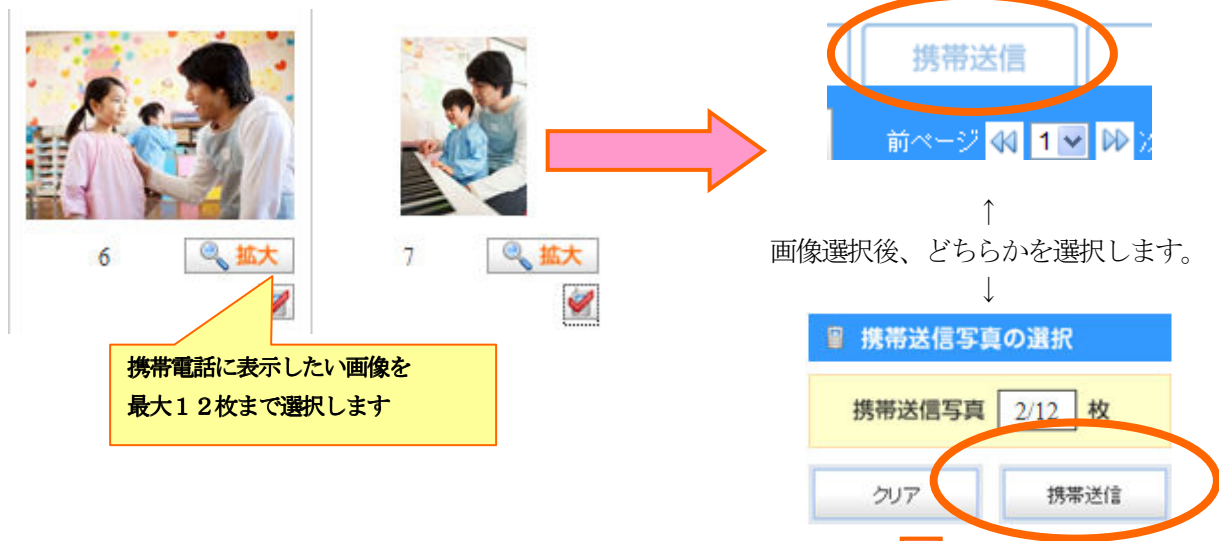 6
拡大
7
拡大
携帯電話に表示したい画像を
最大１２枚まで選択します
携帯送信
前ページ 1
↑
画像選択後、どちらかを選択します。
↓
携帯送信写真の選択
携帯送信写真 2/12 枚
クリア
携帯送信